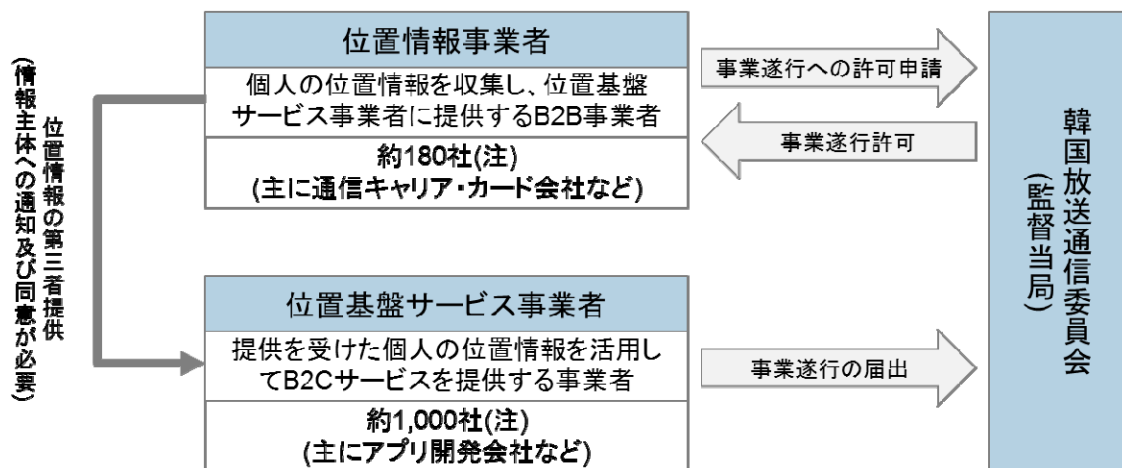 位置情報の第三者提供
(情報主体への通知及び同意が必要)
位置情報事業者
個人の位置情報を収集し、位置基盤
サービス事業者に提供するB2B事業者
約180社(注)
(主に通信キャリア・カード会社など)
事業遂行への許可申請
事業遂行許可
位置基盤サービス事業者
提供を受けた個人の位置情報を活用し
てB2Cサービスを提供する事業者
約1,000社(注)
(主にアプリ開発会社など)
事業遂行の届出
韓国放送通信委員会
(監督当局)